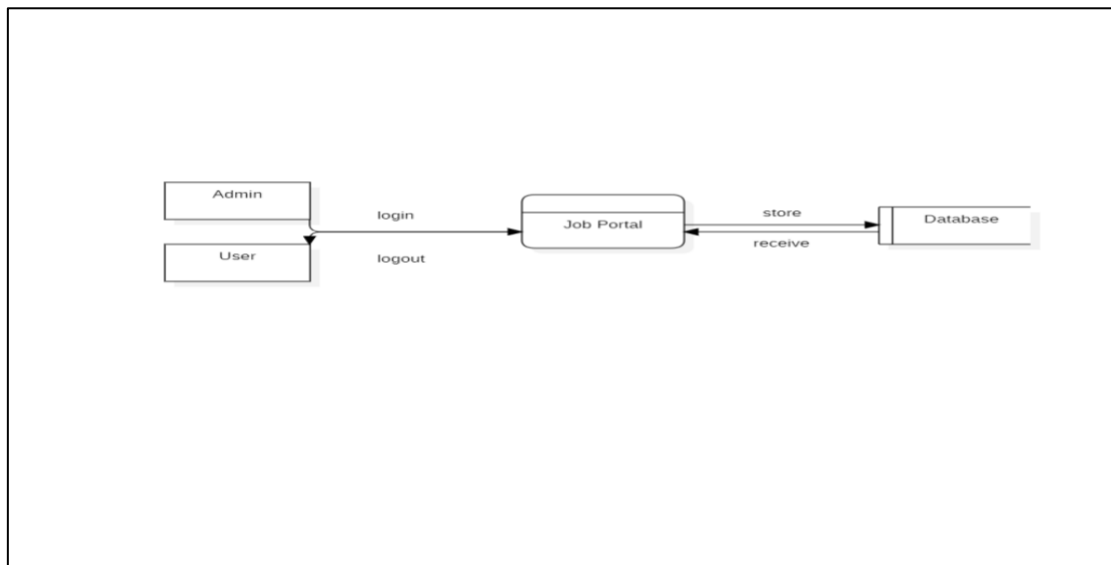 Admin
login
store
Job Portal
Database
receive
User
logout